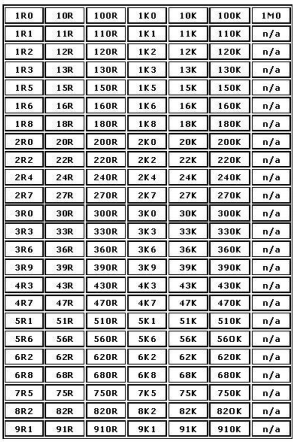 1R0 10R 100R 1K0 10K 100K 1M0
1R1 11R 110R 1K1 11K 110K n/a
1R2 12R 120R 1K2 12K 120K n/a
1R3 13R 130R 1K3 13K 130K n/a
1R5 15R 150R 1K5 15K 150K n/a
1R6 16R 160R 1K6 16K 160K n/a
1R8 18R 180R 1K8 18K 180K n/a
2R0 20R 200R 2K0 20K 200K n/a
2R2 22R 220R 2K2 22K 220K n/a
2R4 24R 240R 2K4 24K 240K n/a
2R7 27R 270R 2K7 27K 270K n/a
3R0 30R 300R 3K0 30K 300K n/a
3R3 33R 330R 3K3 33K 330K n/a
3R6 36R 360R 3K6 36K 360K n/a
3R9 39R 390R 3K9 39K 390K n/a
4R3 43R 430R 4K3 43K 430K n/a
4R7 47R 470R 4K7 47K 470K n/a
5R1 51R 510R 5K1 51K 510K n/a
5R6 56R 560R 5K6 56K 560K n/a
6R2 62R 620R 6K2 62K 620K n/a
6R8 68R 680R 6K8 68K 680K n/a
7R5 75R 750R 7K5 75K 750K n/a
8R2 82R 820R 8K2 82K 820K n/a
9R1 91R 910R 9K1 91K 910K n/a